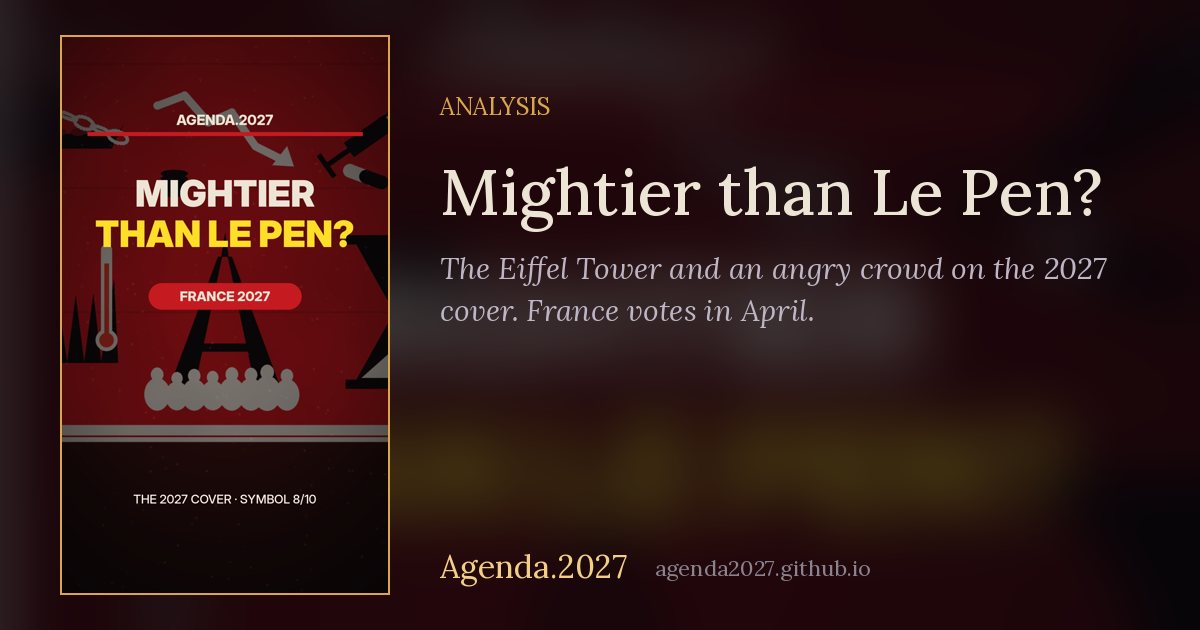 AGENDA.2027
MIGHTIER
THAN LE PEN?
FRANCE 2027
THE 2027 COVER · SYMBOL 8/10
ANALYSIS
Mightier than Le Pen?
The Eiffel Tower and an angry crowd on the 2027
cover. France votes in April.
Agenda.2027
agenda2027.github.io